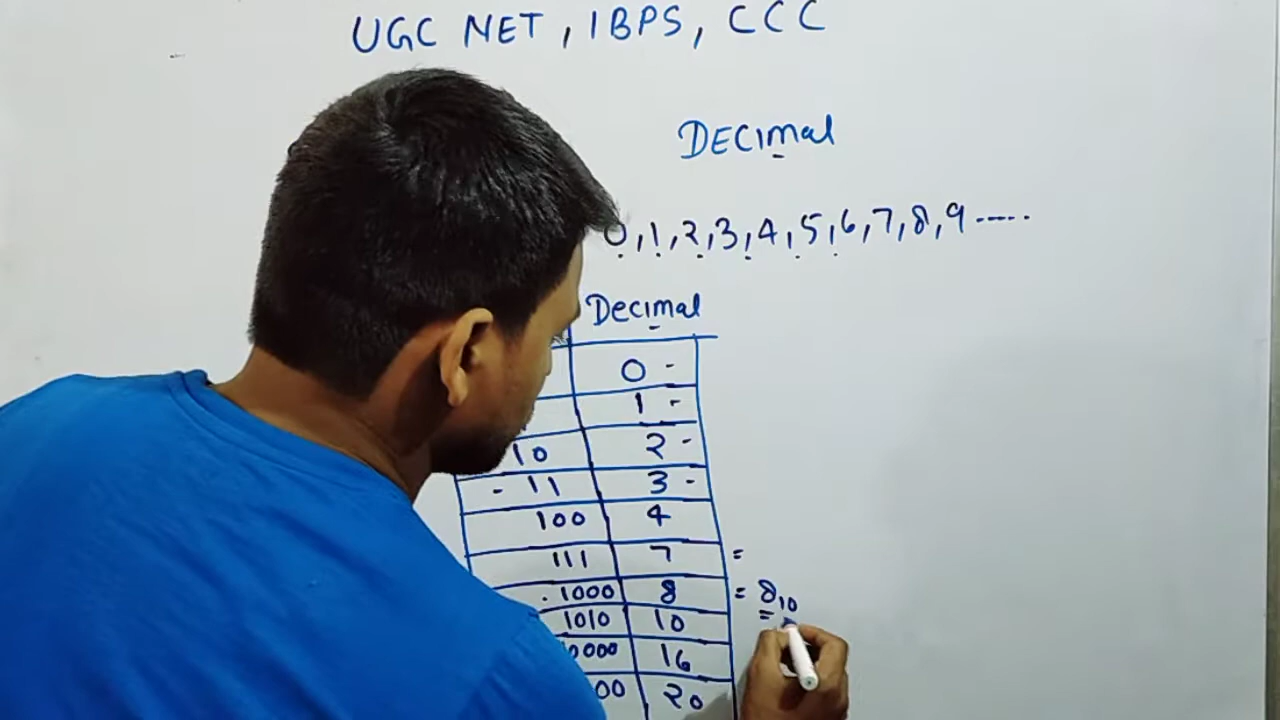 UGC NET, IBPS, CCC
DECImal
0, 1, 2, 3, 4, 5, 6, 7, 8, 9 -----
Decimal
0 -
1 -
10 2 -
- 11 3 -
100 4
111 7 =
. 1000 8 = 8₁₀
1010 10 =
0000 16
00 20